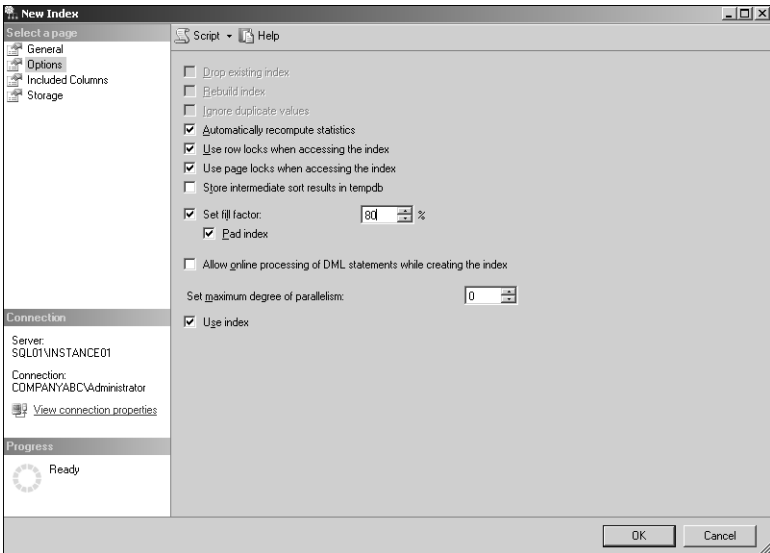 New Index
Select a page
General
Options
Included Columns
Storage
Script Help
Drop existing index
Rebuild index
Ignore duplicate values
Automatically recompute statistics
Use row locks when accessing the index
Use page locks when accessing the index
Store intermediate sort results in tempdb
Set fill factor: 80 %
Pad index
Allow online processing of DML statements while creating the index
Set maximum degree of parallelism: 0
Use index
Connection
Server:
SQL01\INSTANCE01
Connection:
COMPANYABC\Administrator
View connection properties
Progress
Ready
OK Cancel